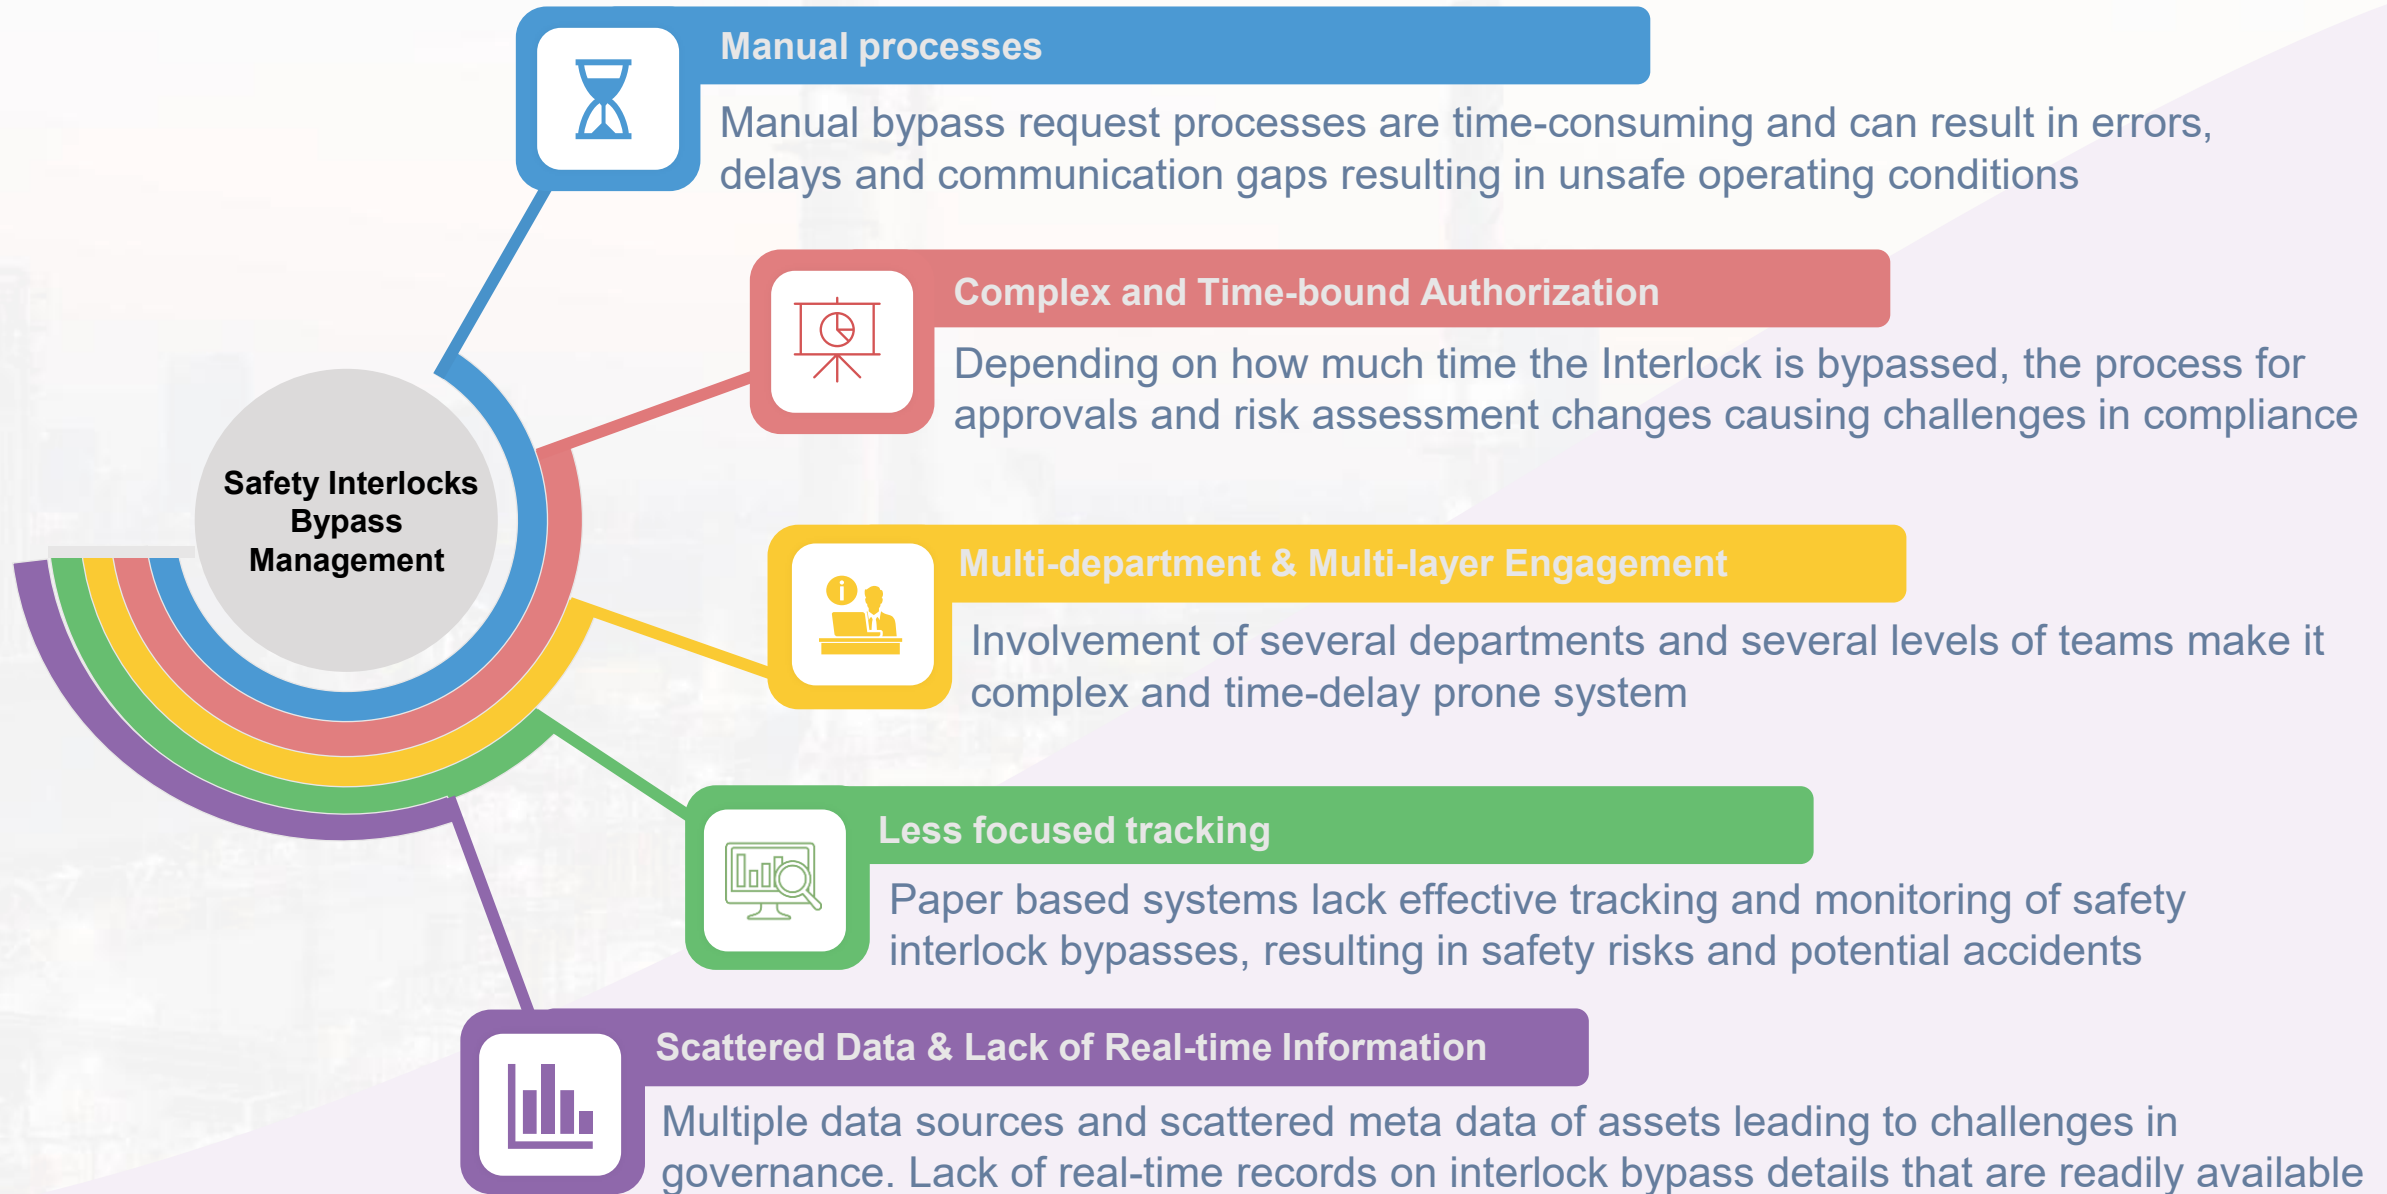 Manual processes
Manual bypass request processes are time-consuming and can result in errors,
delays and communication gaps resulting in unsafe operating conditions
Complex and Time-bound Authorization
Depending on how much time the Interlock is bypassed, the process for
approvals and risk assessment changes causing challenges in compliance
Safety Interlocks
Bypass
Management
Multi-department & Multi-layer Engagement
Involvement of several departments and several levels of teams make it
complex and time-delay prone system
Less focused tracking
Paper based systems lack effective tracking and monitoring of safety
interlock bypasses, resulting in safety risks and potential accidents
Scattered Data & Lack of Real-time Information
Multiple data sources and scattered meta data of assets leading to challenges in
governance. Lack of real-time records on interlock bypass details that are readily available